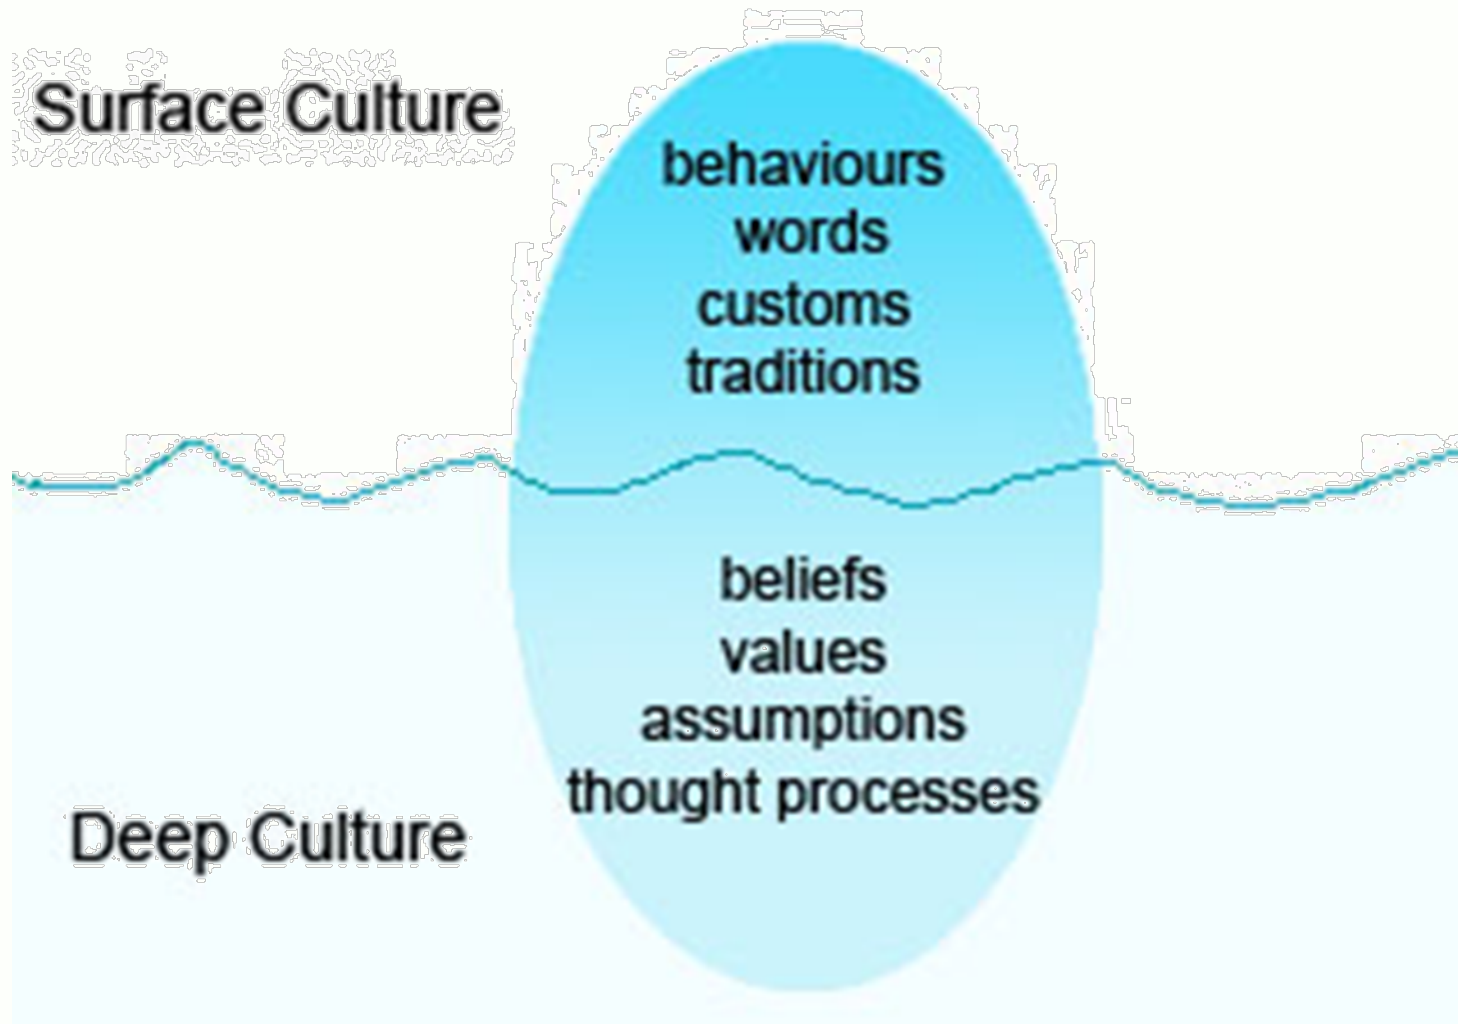 Surface Culture
behaviours
words
customs
traditions
beliefs
values
assumptions
thought processes
Deep Culture